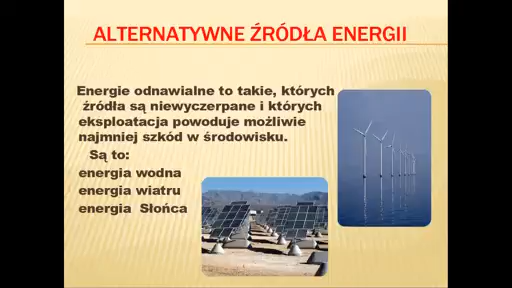 ALTERNATYWNE ŹRÓDŁA ENERGII
Energie odnawialne to takie, których
źródła są niewyczerpane i których
eksploatacja powoduje możliwie
najmniej szkód w środowisku.
Są to:
energia wodna
energia wiatru
energia Słońca